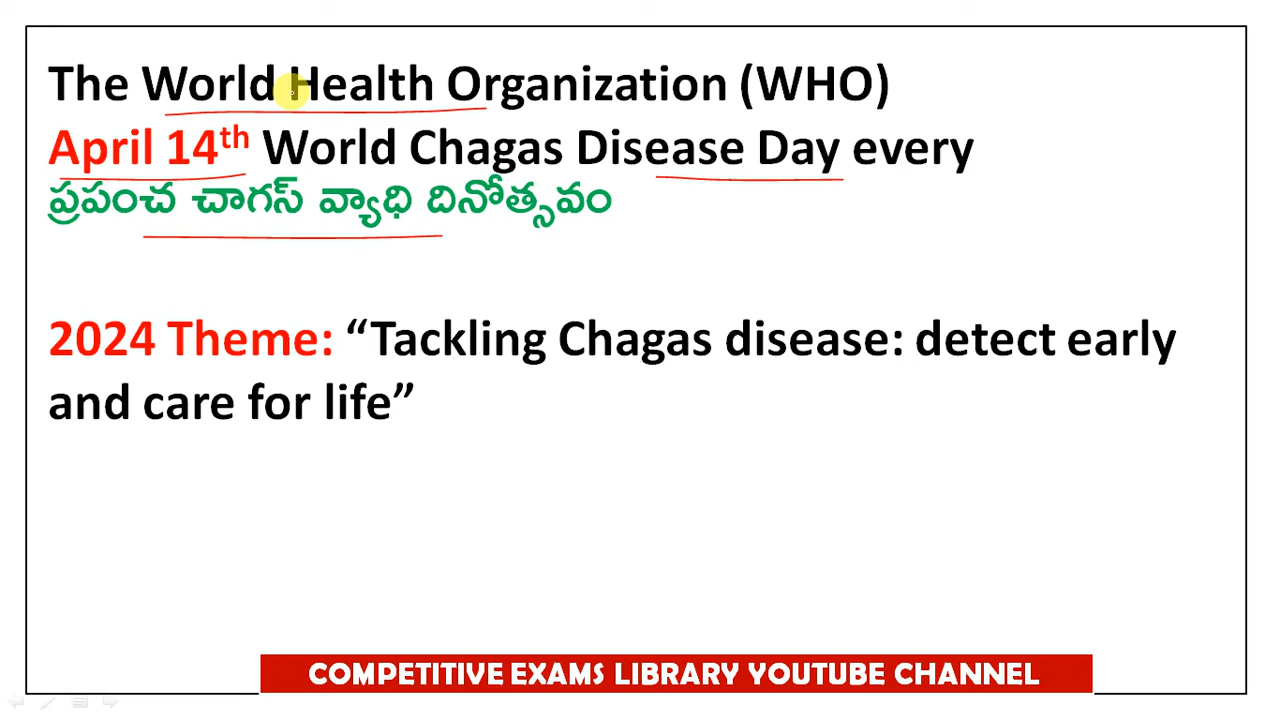 The World Health Organization (WHO)
April 14th World Chagas Disease Day every
ప్రపంచ చాగస్ వ్యాధి దినోత్సవం
2024 Theme: “Tackling Chagas disease: detect early
and care for life”
COMPETITIVE EXAMS LIBRARY YOUTUBE CHANNEL